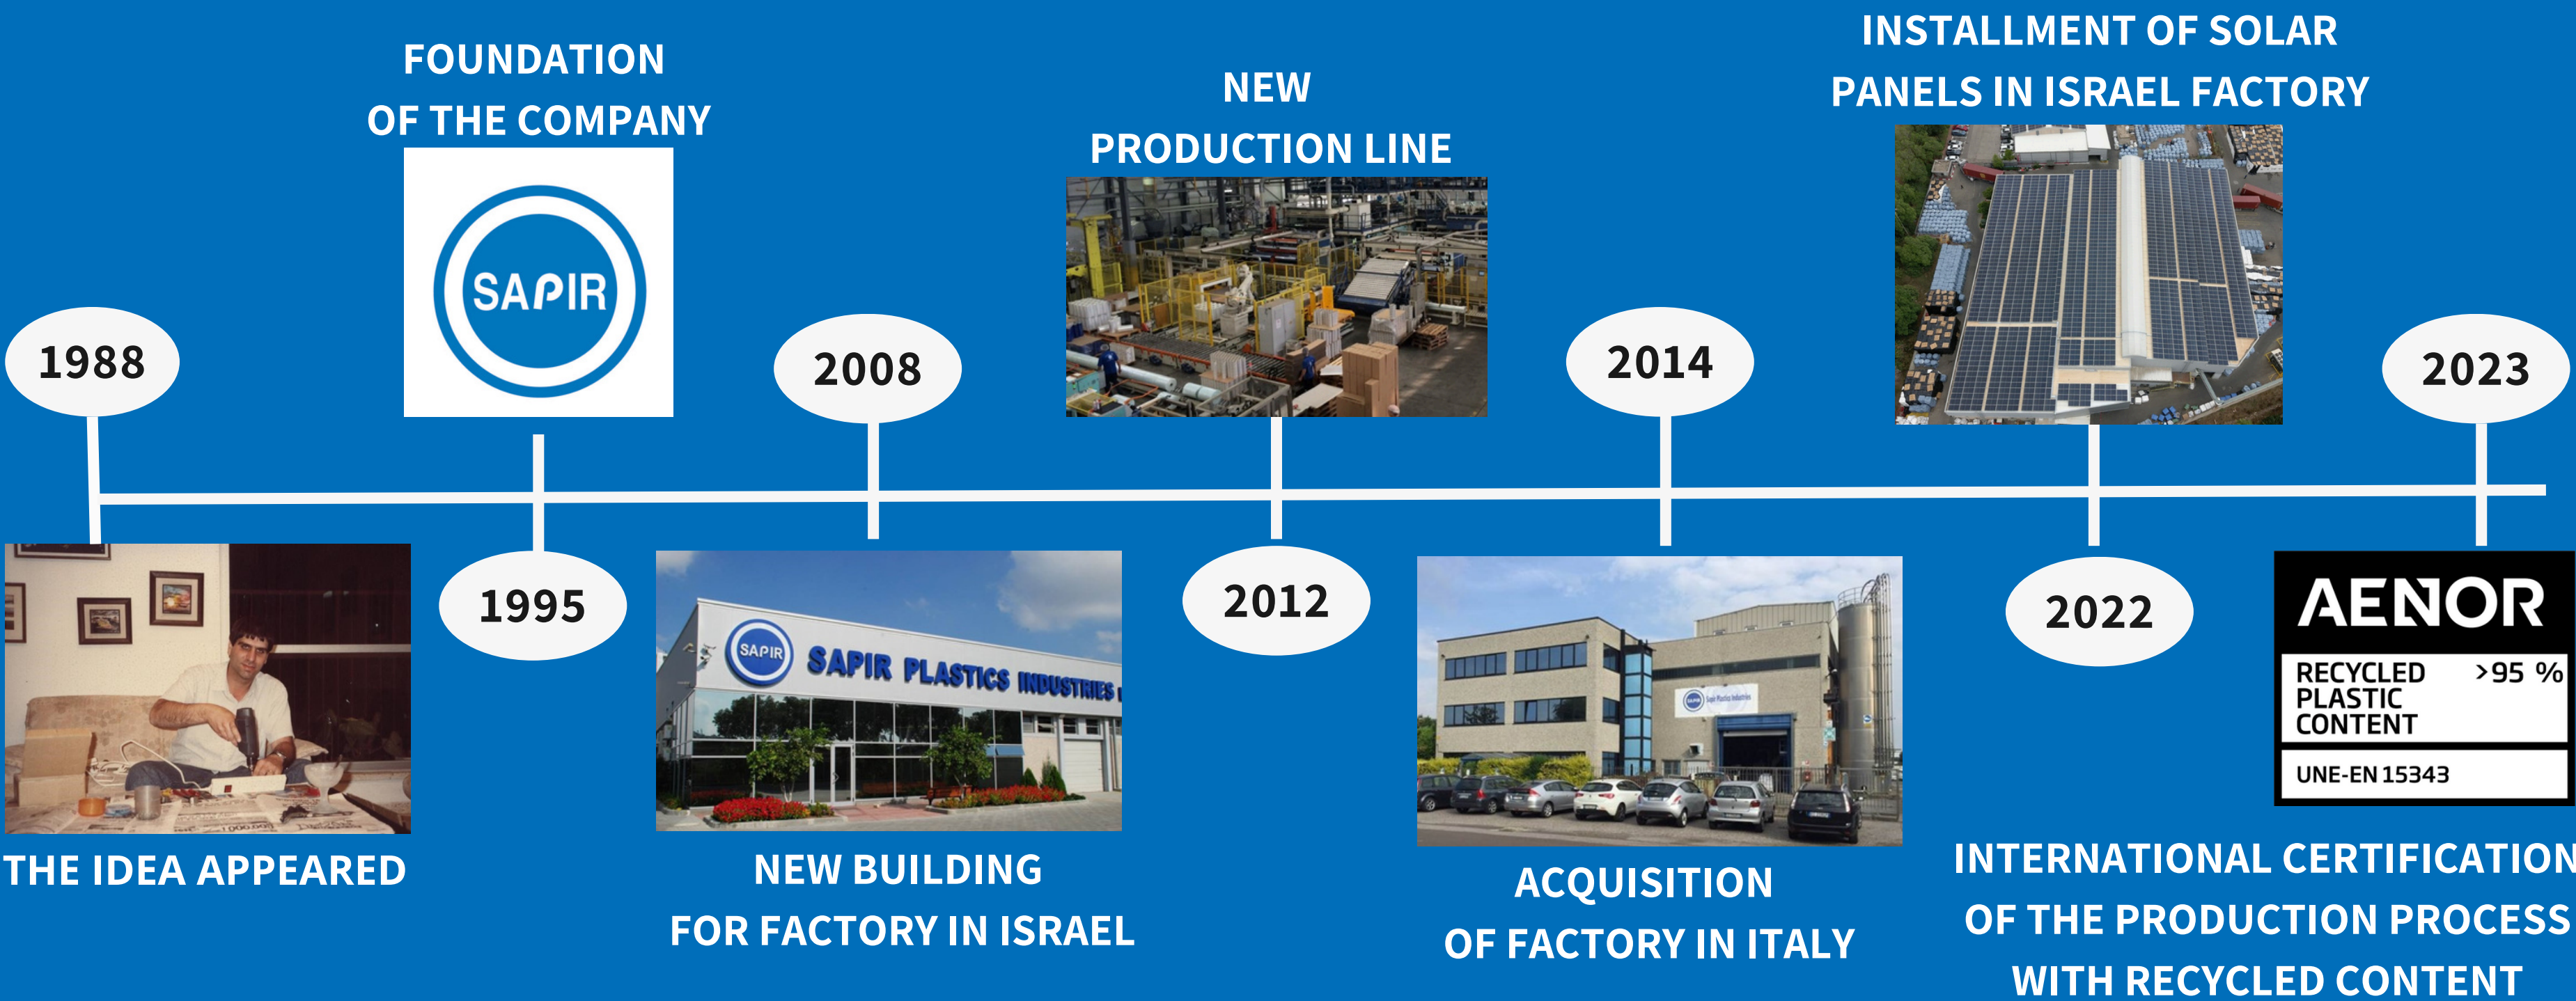 FOUNDATION
OF THE COMPANY
SAPIR
NEW
PRODUCTION LINE
INSTALLMENT OF SOLAR
PANELS IN ISRAEL FACTORY
1988
2008
2014
2023
1995
2012
2022
THE IDEA APPEARED
SAPIR
SAPIR PLASTICS INDUSTRIES
NEW BUILDING
FOR FACTORY IN ISRAEL
Sapir Plastics Industries
ACQUISITION
OF FACTORY IN ITALY
AENOR
RECYCLED >95 %
PLASTIC
CONTENT
UNE-EN 15343
INTERNATIONAL CERTIFICATION
OF THE PRODUCTION PROCESS
WITH RECYCLED CONTENT